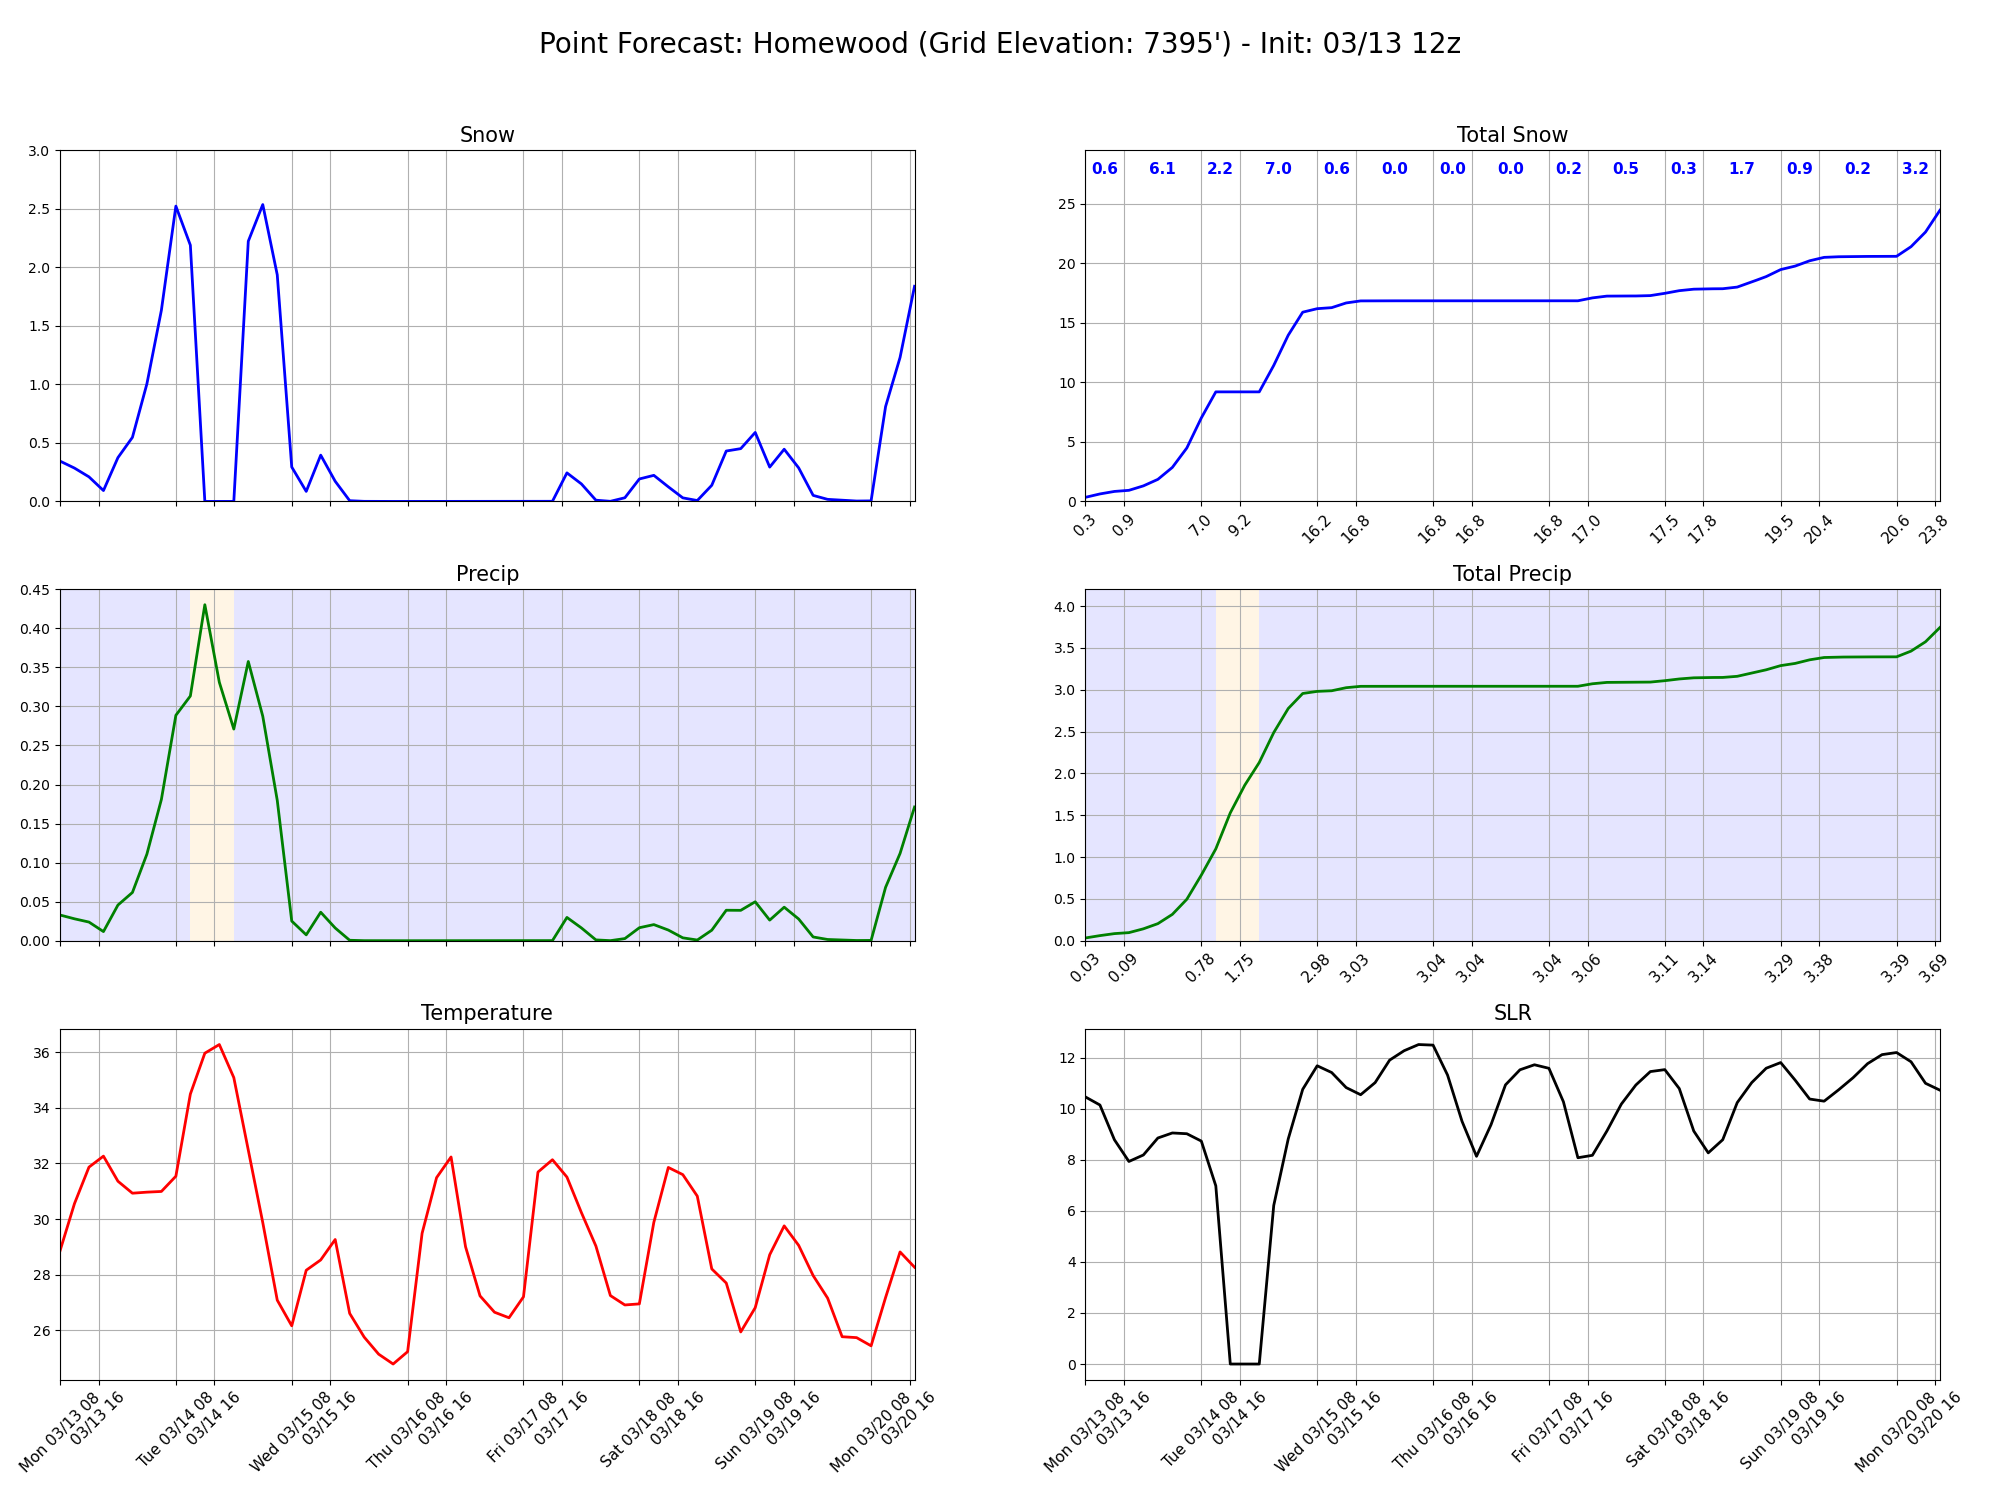 Point Forecast: Homewood (Grid Elevation: 7395') - Init: 03/13 12z
Snow
3.0
2.5
2.0
1.5
1.0
0.5
0.0
Total Snow
0.6 6.1 2.2 7.0 0.6 0.0 0.0 0.0 0.2 0.5 0.3 1.7 0.9 0.2 3.2
25
20
15
10
5
0
0.3 0.9 7.0 9.2 16.2 16.8 16.8 16.8 16.8 17.0 17.5 17.8 19.5 20.4 20.6 23.8
Precip
0.45
0.40
0.35
0.30
0.25
0.20
0.15
0.10
0.05
0.00
Total Precip
4.0
3.5
3.0
2.5
2.0
1.5
1.0
0.5
0.0
0.03 0.09 0.78 1.75 2.98 3.03 3.04 3.04 3.04 3.06 3.11 3.14 3.29 3.38 3.39 3.69
Temperature
36
34
32
30
28
26
Mon 03/13 08
03/13 16
Tue 03/14 08
03/14 16
Wed 03/15 08
03/15 16
Thu 03/16 08
03/16 16
Fri 03/17 08
03/17 16
Sat 03/18 08
03/18 16
Sun 03/19 08
03/19 16
Mon 03/20 08
03/20 16
SLR
12
10
8
6
4
2
0
Mon 03/13 08
03/13 16
Tue 03/14 08
03/14 16
Wed 03/15 08
03/15 16
Thu 03/16 08
03/16 16
Fri 03/17 08
03/17 16
Sat 03/18 08
03/18 16
Sun 03/19 08
03/19 16
Mon 03/20 08
03/20 16